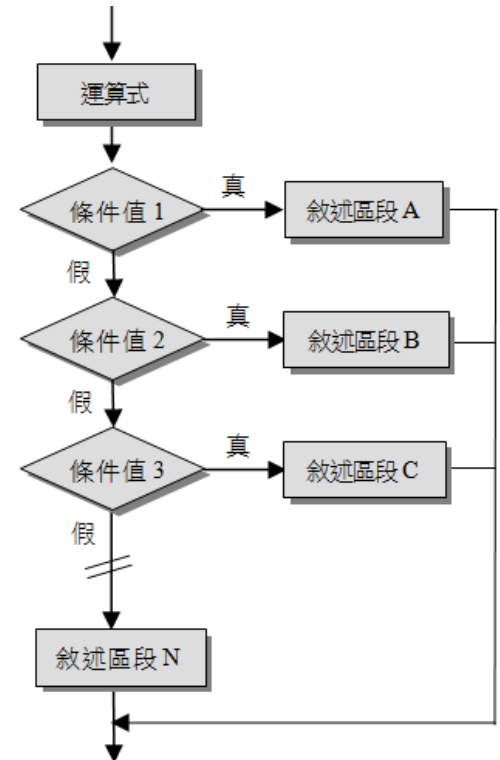 運算式
條件值 1
真
敘述區段 A
假
條件值 2
真
敘述區段 B
假
條件值 3
真
敘述區段 C
假
敘述區段 N